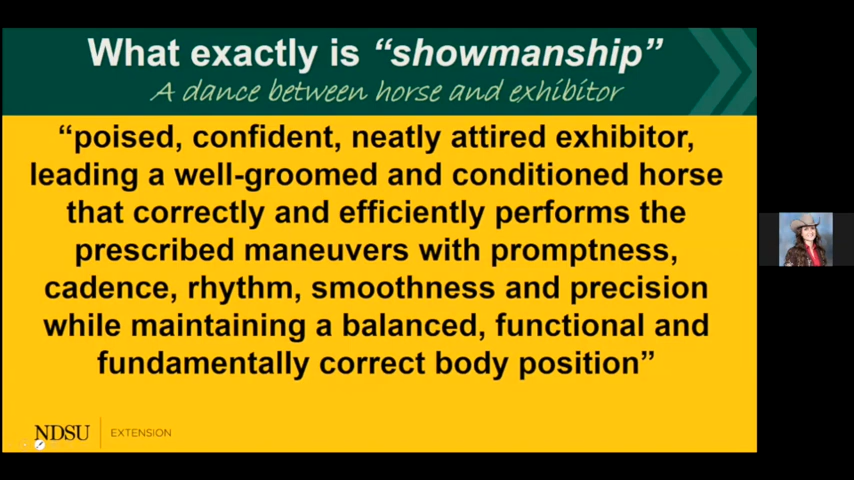 What exactly is “showmanship”
A dance between horse and exhibitor
“poised, confident, neatly attired exhibitor,
leading a well-groomed and conditioned horse
that correctly and efficiently performs the
prescribed maneuvers with promptness,
cadence, rhythm, smoothness and precision
while maintaining a balanced, functional and
fundamentally correct body position”
NDSU EXTENSION